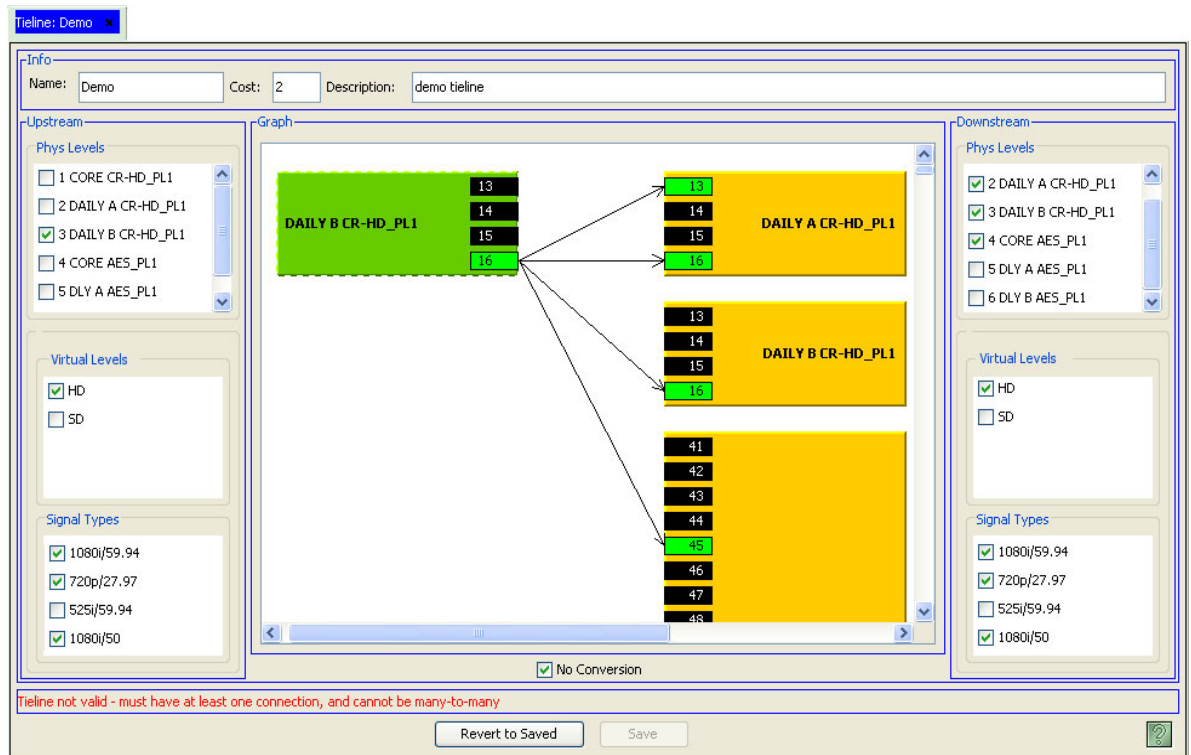 Tieline: Demo ×
Info
Name: Demo Cost: 2 Description: demo tieline
Upstream
Phys Levels
1 CORE CR-HD_PL1
2 DAILY A CR-HD_PL1
3 DAILY B CR-HD_PL1
4 CORE AES_PL1
5 DLY A AES_PL1
Virtual Levels
HD
SD
Signal Types
1080i/59.94
720p/27.97
525i/59.94
1080i/50
Graph
DAILY B CR-HD_PL1
13
14
15
16
13
14
15
16
DAILY A CR-HD_PL1
13
14
15
16
DAILY B CR-HD_PL1
41
42
43
44
45
46
47
48
No Conversion
Downstream
Phys Levels
2 DAILY A CR-HD_PL1
3 DAILY B CR-HD_PL1
4 CORE AES_PL1
5 DLY A AES_PL1
6 DLY B AES_PL1
Virtual Levels
HD
SD
Signal Types
1080i/59.94
720p/27.97
525i/59.94
1080i/50
Tieline not valid - must have at least one connection, and cannot be many-to-many
Revert to Saved Save
?